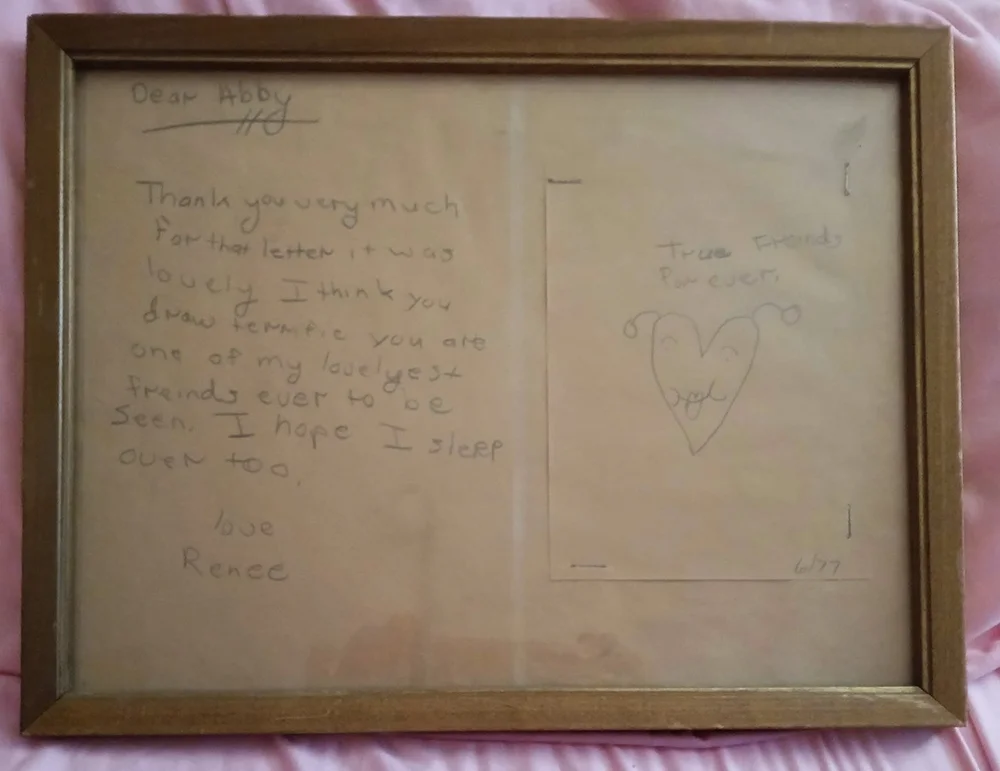 Dear Abby
Thank you very much
for that letter it was
lovely I think you
draw terrific you are
one of my lovelyest
freinds ever to be
seen. I hope I sleep
over too.
love
Renee
True Freinds
Forever.
6/77